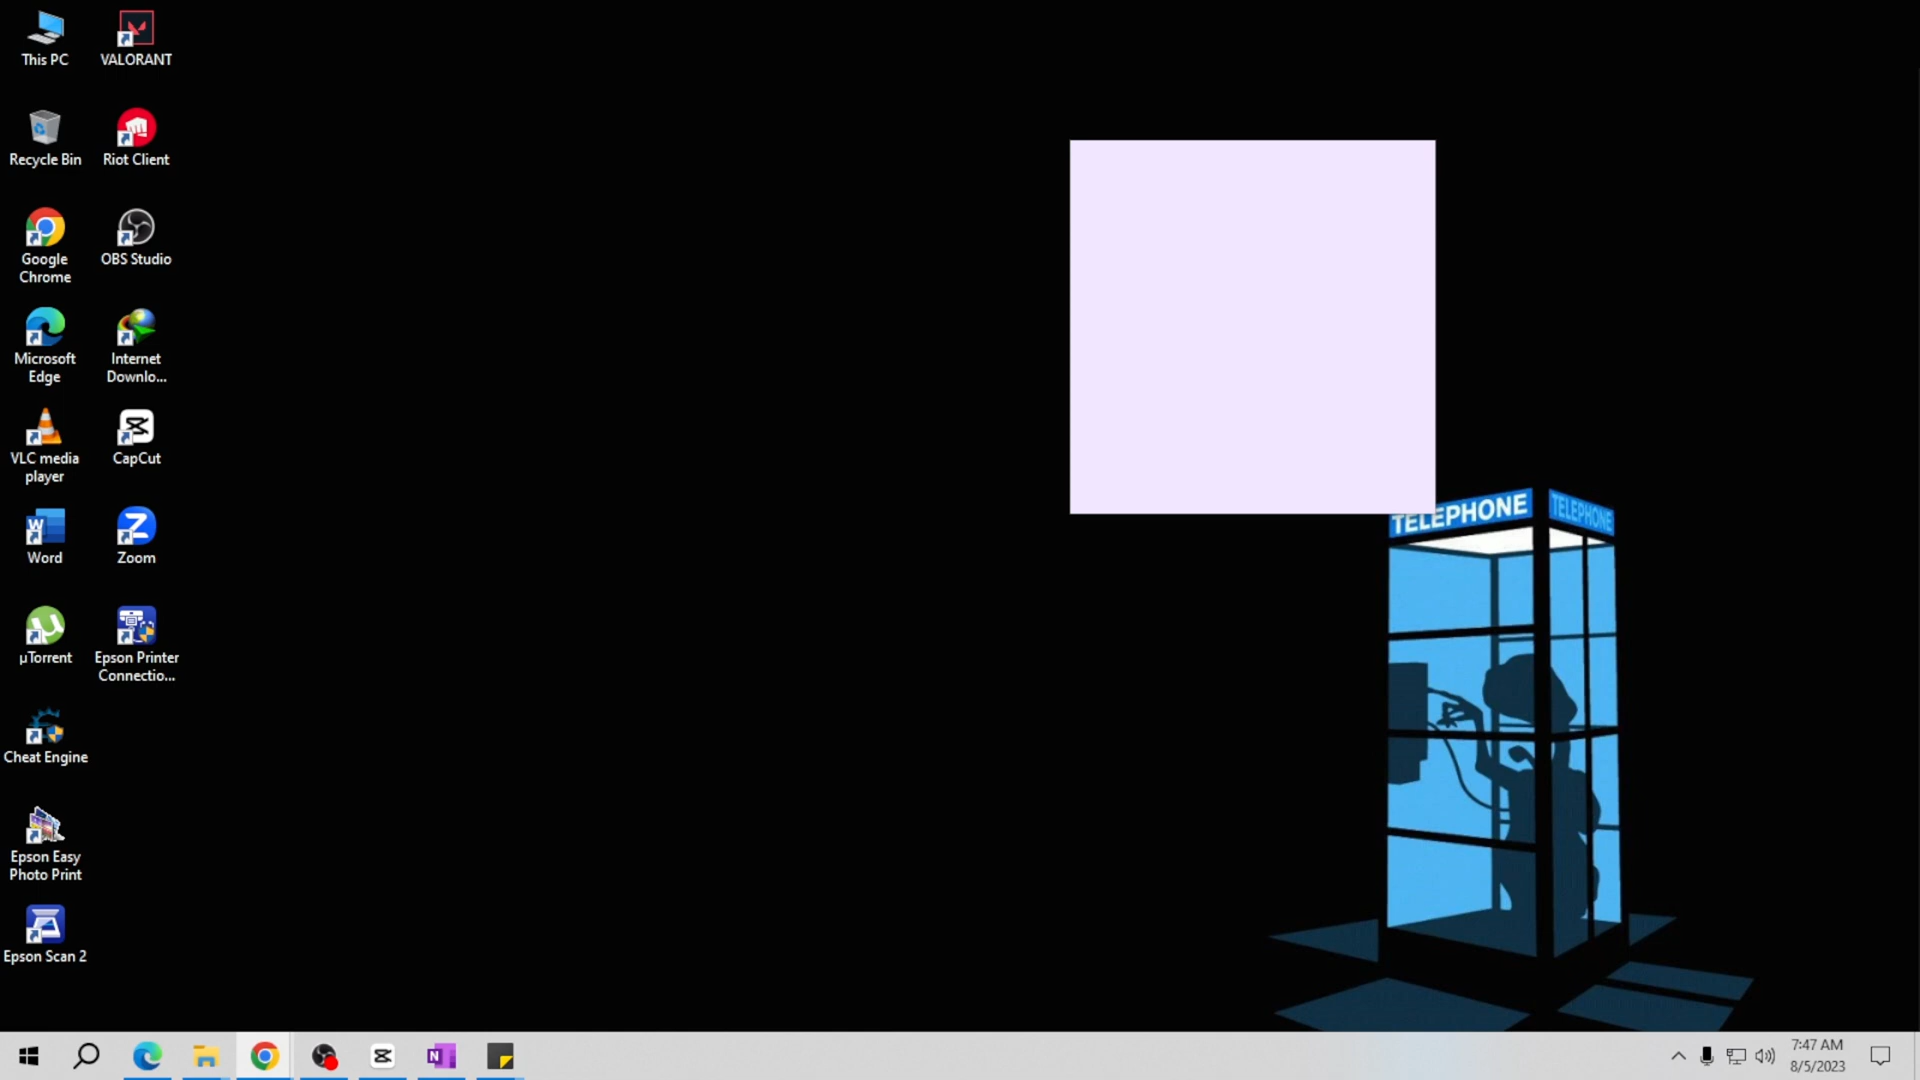 This PC
VALORANT
Recycle Bin
Riot Client
Google
Chrome
OBS Studio
Microsoft
Edge
Internet
Downlo...
VLC media
player
CapCut
Word
Zoom
µTorrent
Epson Printer
Connectio...
Cheat Engine
Epson Easy
Photo Print
Epson Scan 2
TELEPHONE
TELEPHONE
7:47 AM
8/5/2023